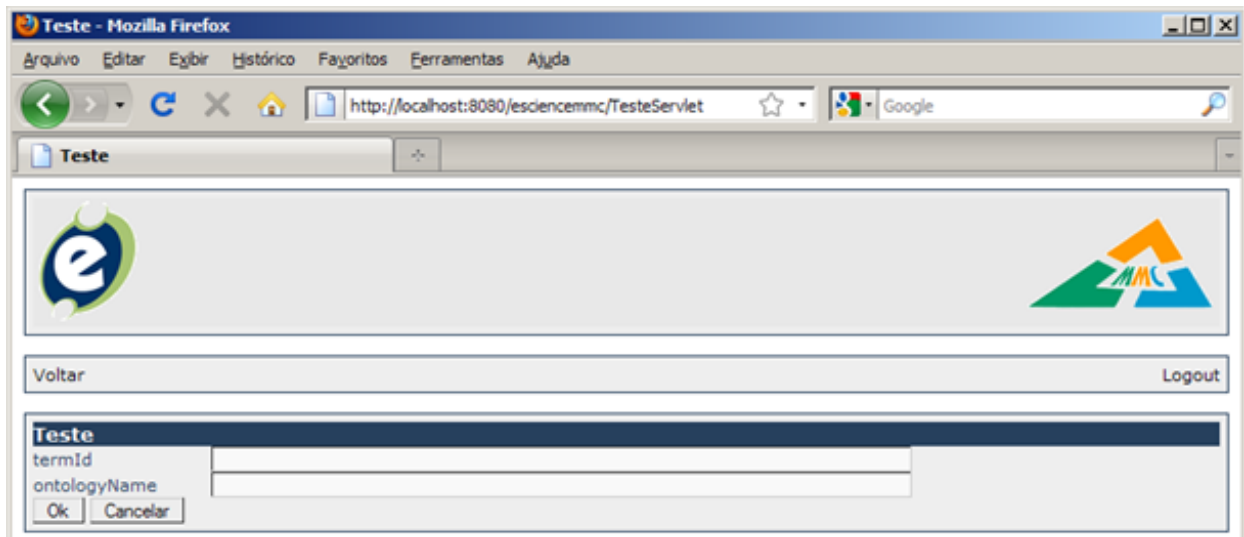 Teste - Mozilla Firefox
Arquivo Editar Exibir Histórico Favoritos Ferramentas Ajuda
http://localhost:8080/esciencemmc/TesteServlet Google
Teste
e MMC
Voltar Logout
Teste
termId
ontologyName
Ok Cancelar